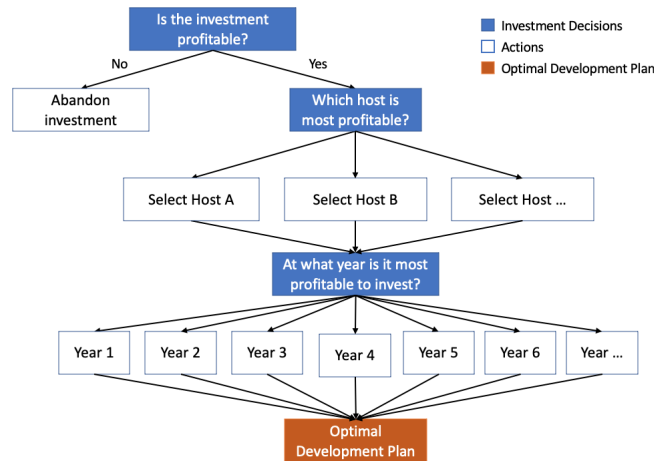 Is the investment
profitable?
Investment Decisions
Actions
Optimal Development Plan
No
Yes
Abandon
investment
Which host is
most profitable?
Select Host A
Select Host B
Select Host ...
At what year is it most
profitable to invest?
Year 1
Year 2
Year 3
Year 4
Year 5
Year 6
Year ...
Optimal
Development Plan